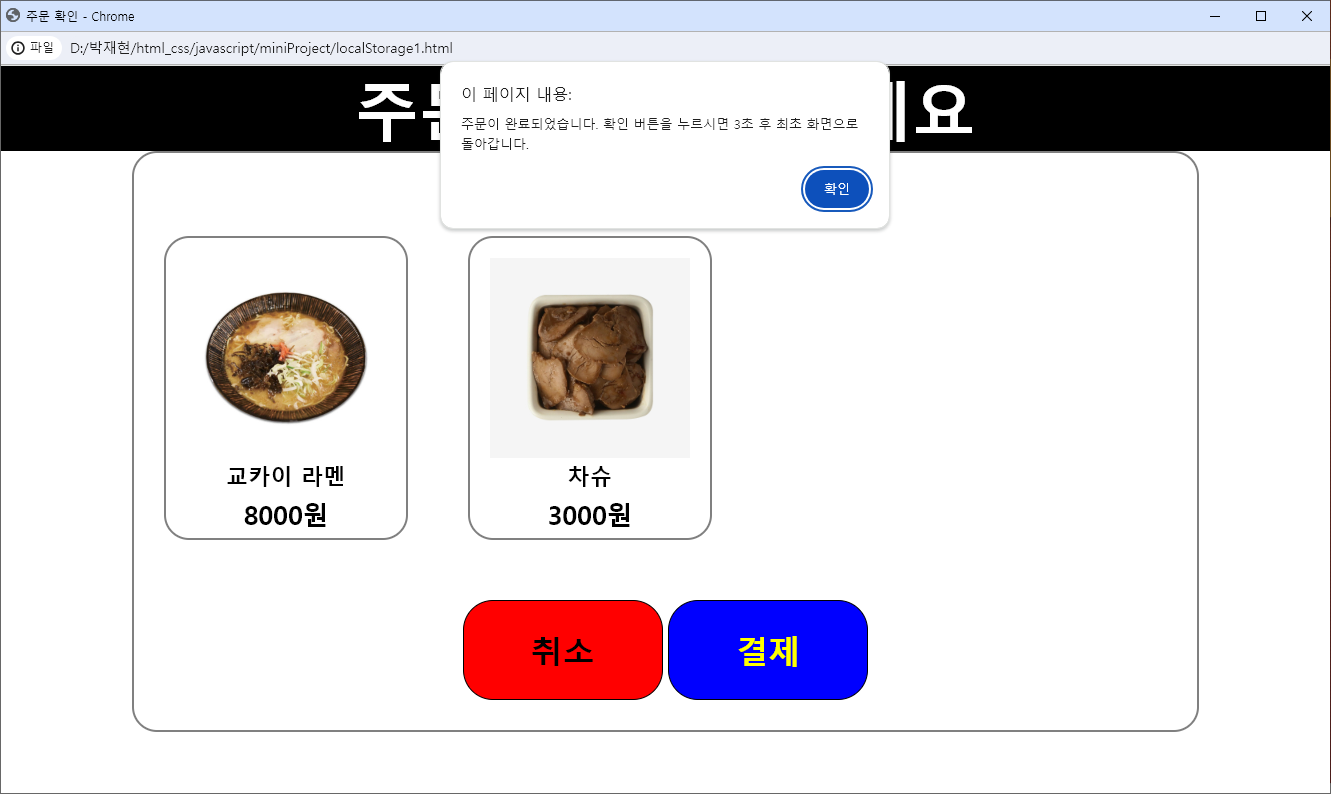 주문 확인 - Chrome
파일 D:/박재현/html_css/javascript/miniProject/localStorage1.html
이 페이지 내용:
주문이 완료되었습니다. 확인 버튼을 누르시면 3초 후 최초 화면으로
돌아갑니다.
확인
교카이 라멘
8000원
차슈
3000원
취소
결제